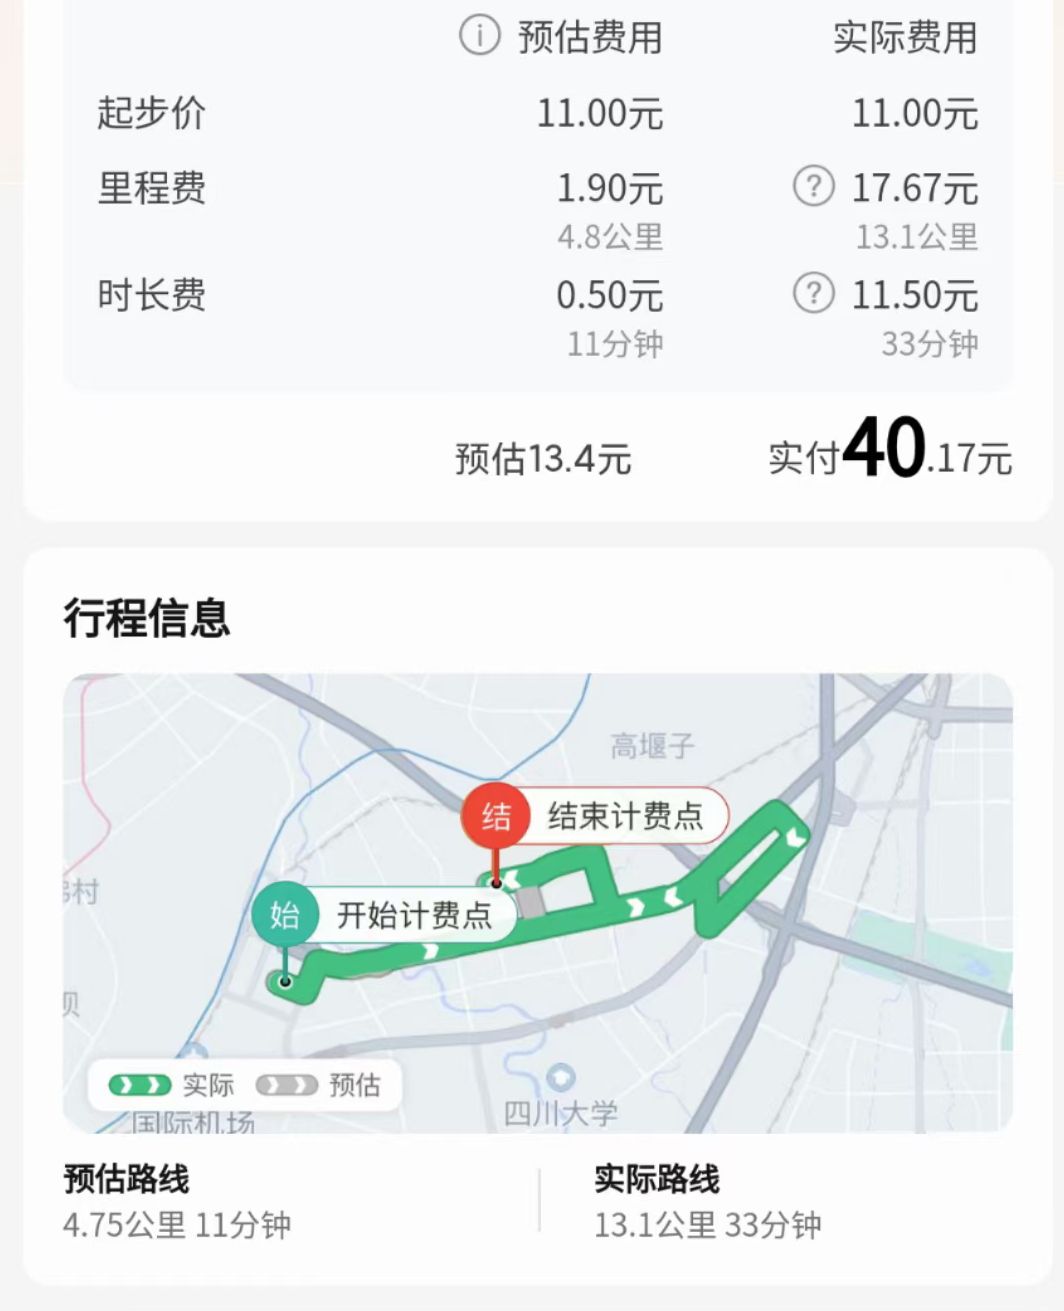 预估费用 实际费用
起步价 11.00元 11.00元
里程费 1.90元 17.67元
4.8公里 13.1公里
时长费 0.50元 11.50元
11分钟 33分钟
预估13.4元 实付40.17元
行程信息
高堰子
结 结束计费点
村
始 开始计费点
坝
实际 预估
四川大学
国际机场
预估路线 实际路线
4.75公里 11分钟 13.1公里 33分钟